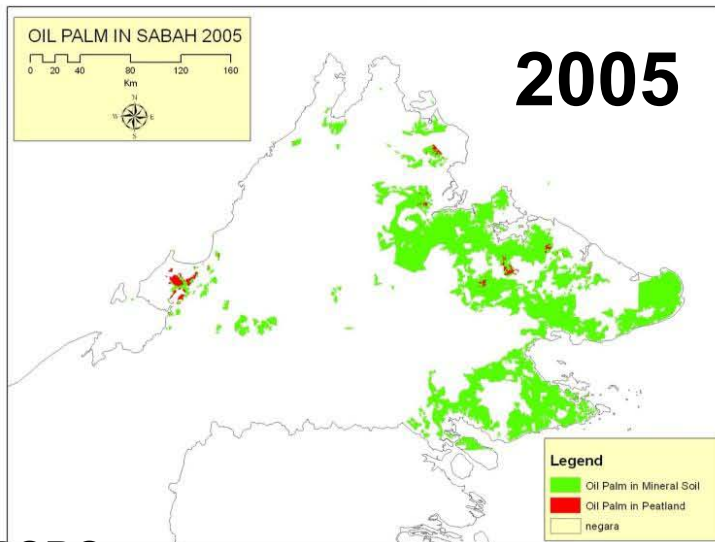 OIL PALM IN SABAH 2005
0 20 40 80 120 160
Km
N
E
S
2005
Legend
Oil Palm in Mineral Soil
Oil Palm in Peatland
negara